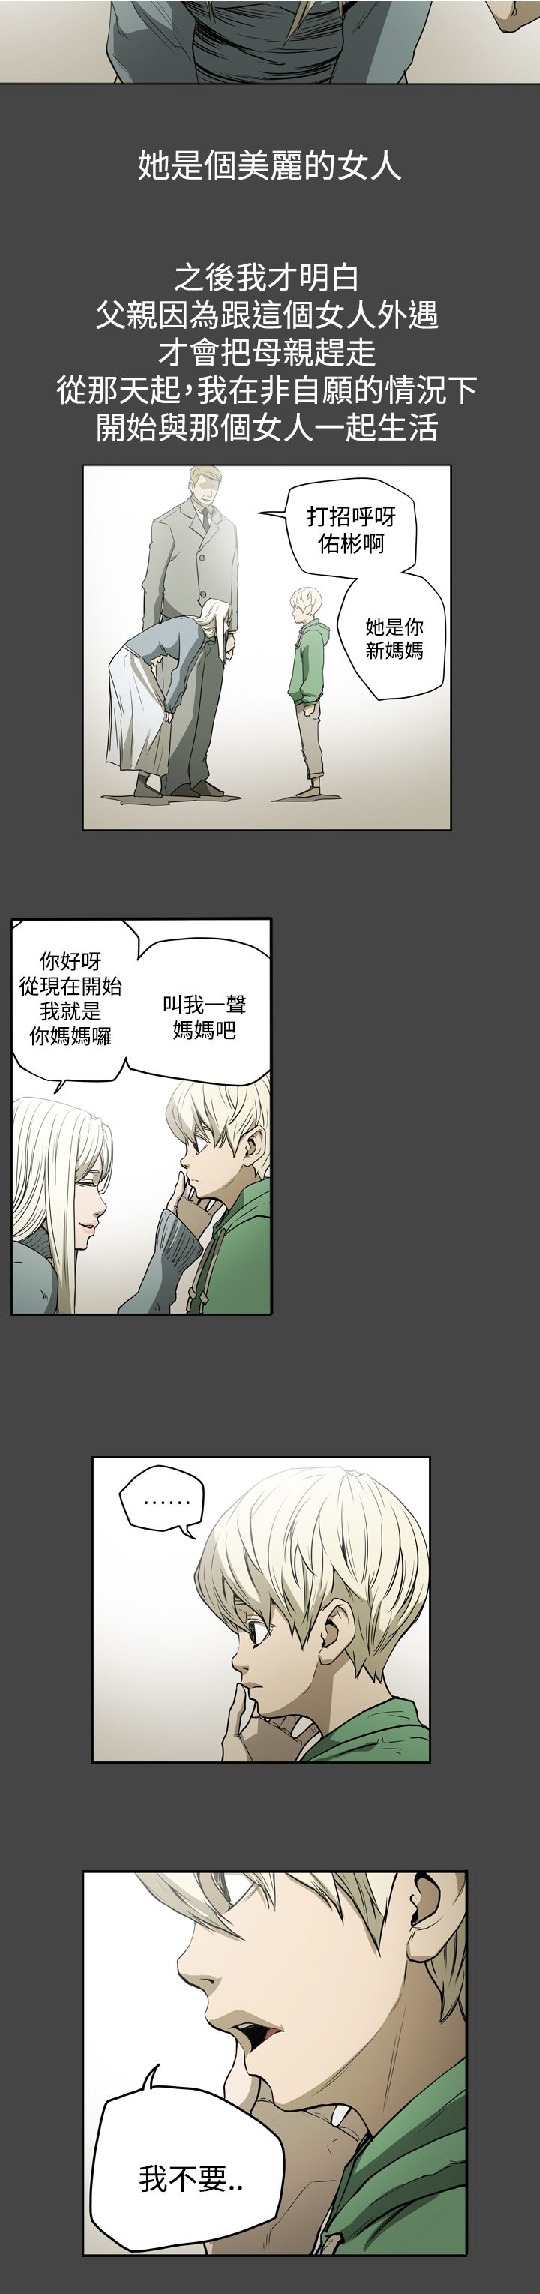 她是個美麗的女人
之後我才明白
父親因為跟這個女人外遇
才會把母親趕走
從那天起,我在非自願的情況下
開始與那個女人一起生活
打招呼呀
佑彬啊
她是你
新媽媽
你好呀
從現在開始
我就是
你媽媽囉
叫我一聲
媽媽吧
……
我不要..